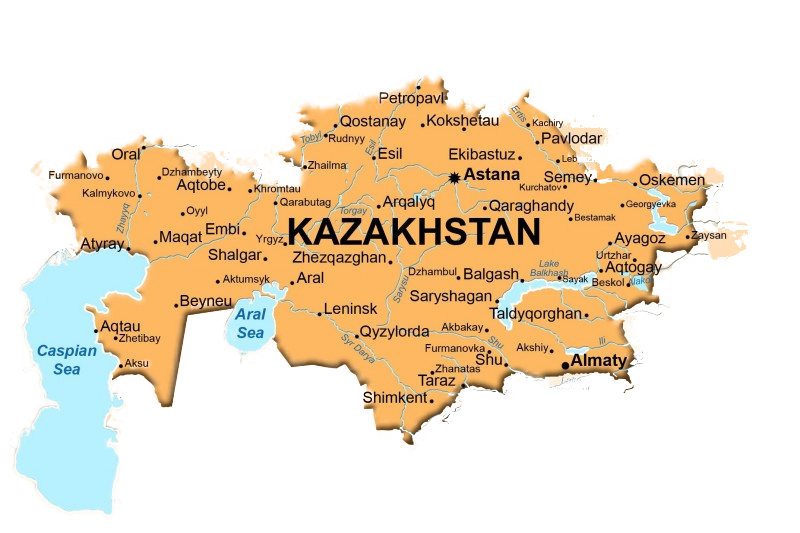 Petropavl
Qostanay
Kokshetau
Ertis
Kachiry
Tobyl
Rudnyy
Pavlodar
Oral
Esil
Esil
Ekibastuz
Leb
Furmanovo
Dzhambeyty
Zhailma
Astana
Semey
Oskemen
Kalmykovo
Aqtobe
Khromtau
Kurchatov
Zhayyq
Oyyl
Qarabutag
Torgay
Arqalyq
Qaraghandy
Georgyevka
Bestamak
Atyray
Maqat
Embi
Yrgyz
KAZAKHSTAN
Ayagoz
Zaysan
Shalgar
Zhezqazghan
Urtzhar
Aktumsyk
Aral
Sarysu
Dzhambul
Balgash
Lake
Balkhash
Sayak
Aqtogay
Beskol
Alakol
Beyneu
Saryshagan
Leninsk
Taldyqorghan
Aral
Sea
Aqtau
Zhetibay
Qyzylorda
Akbakay
Syr Darya
Shu
Furmanovka
Akshiy
Ili
Caspian
Sea
Aksu
Shu
Almaty
Zhanatas
Taraz
Shimkent